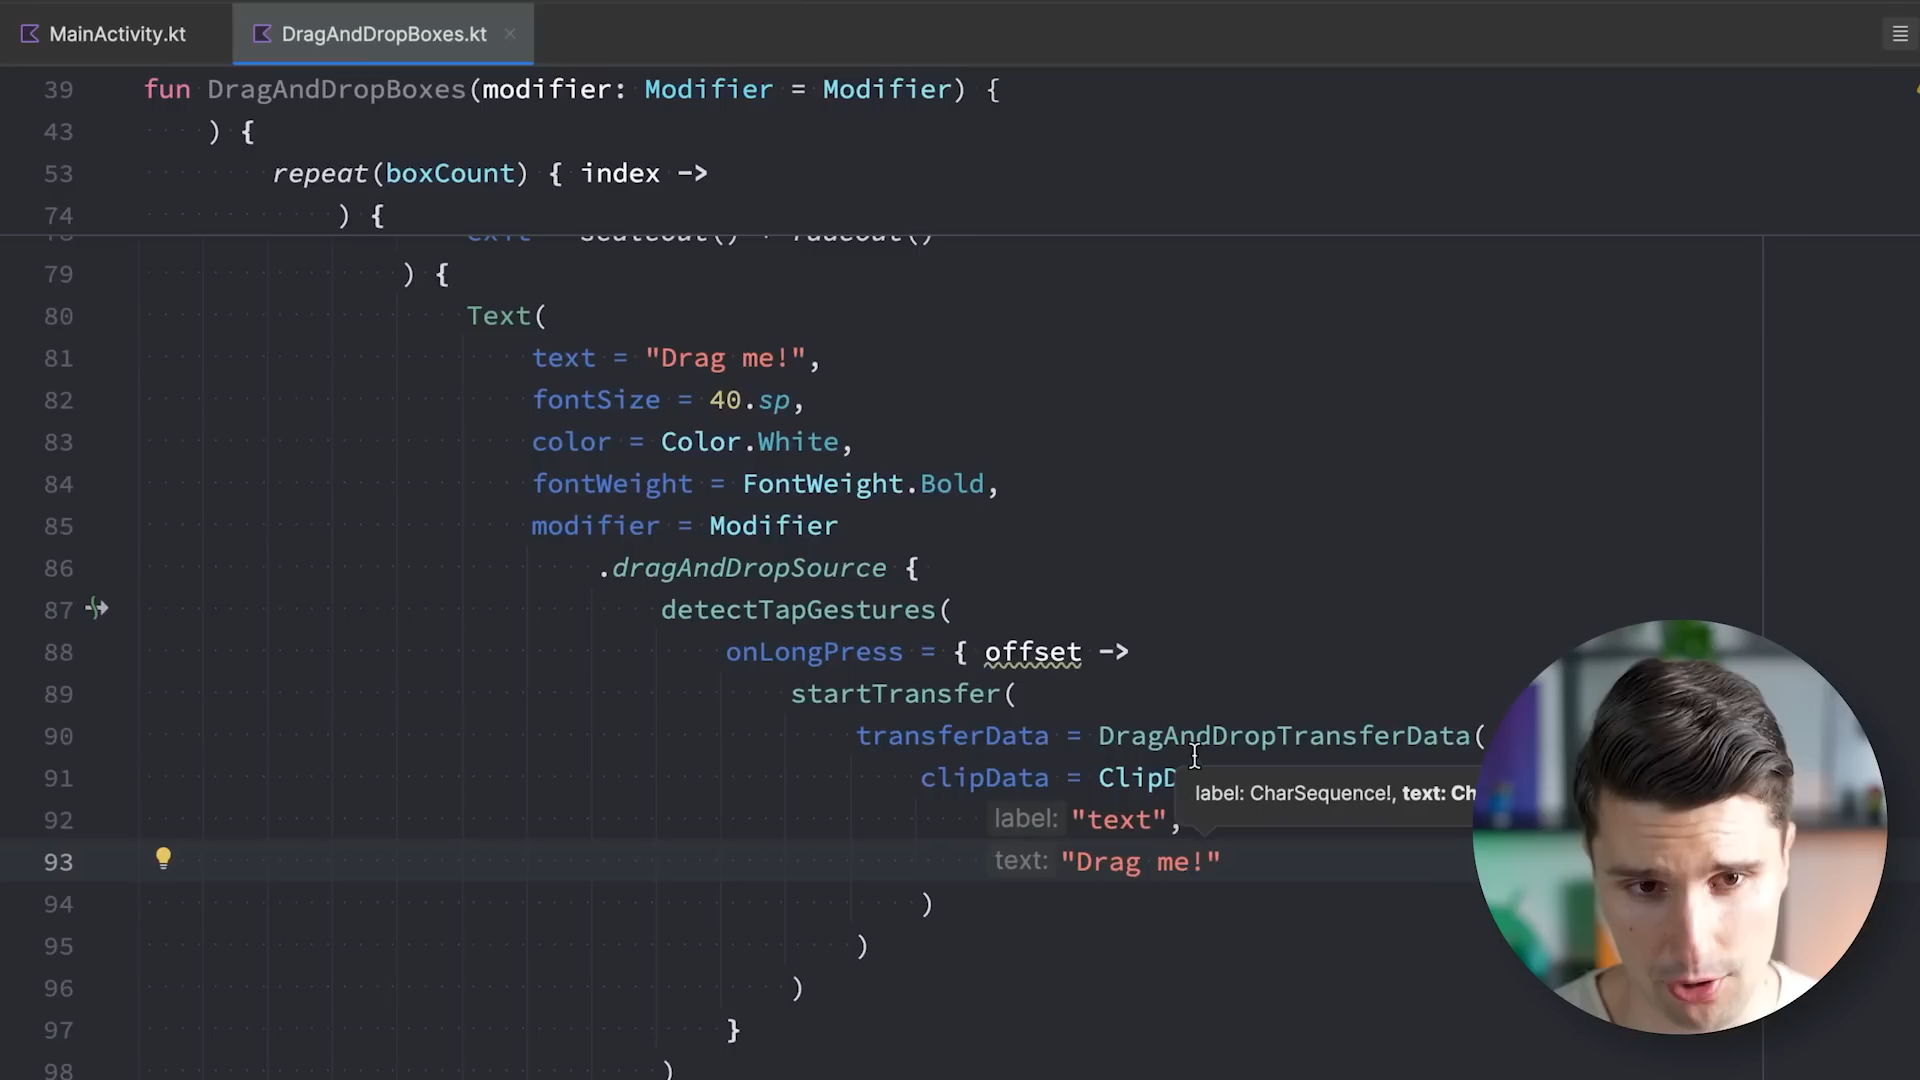 MainActivity.kt
DragAndDropBoxes.kt
39 fun DragAndDropBoxes(modifier: Modifier = Modifier) {
43 ) {
53 repeat(boxCount) { index ->
74 ) {
79 ) {
80 Text(
81 text = "Drag me!",
82 fontSize = 40.sp,
83 color = Color.White,
84 fontWeight = FontWeight.Bold,
85 modifier = Modifier
86 .dragAndDropSource {
87 detectTapGestures(
88 onLongPress = { offset ->
89 startTransfer(
90 transferData = DragAndDropTransferData(
91 clipData = ClipD
label: CharSequence!, text: Ch
92 label: "text",
93 text: "Drag me!"
94 )
95 )
96 )
97 }
98 )